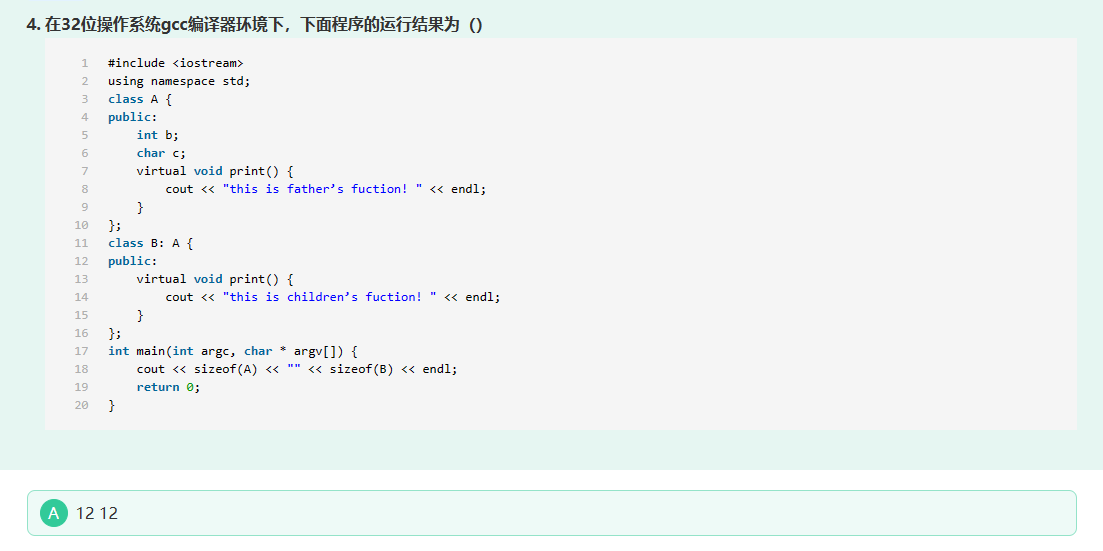 4. 在32位操作系统gcc编译器环境下，下面程序的运行结果为（）
1 #include <iostream>
2 using namespace std;
3 class A {
4 public:
5     int b;
6     char c;
7     virtual void print() {
8         cout << "this is father’s fuction! " << endl;
9     }
10 };
11 class B: A {
12 public:
13     virtual void print() {
14         cout << "this is children’s fuction! " << endl;
15     }
16 };
17 int main(int argc, char * argv[]) {
18     cout << sizeof(A) << "" << sizeof(B) << endl;
19     return 0;
20 }
A 12 12